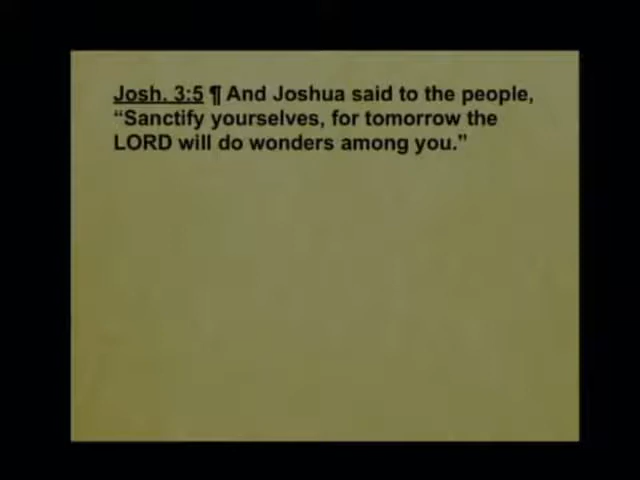 Josh. 3:5 ¶ And Joshua said to the people,
“Sanctify yourselves, for tomorrow the
LORD will do wonders among you.”